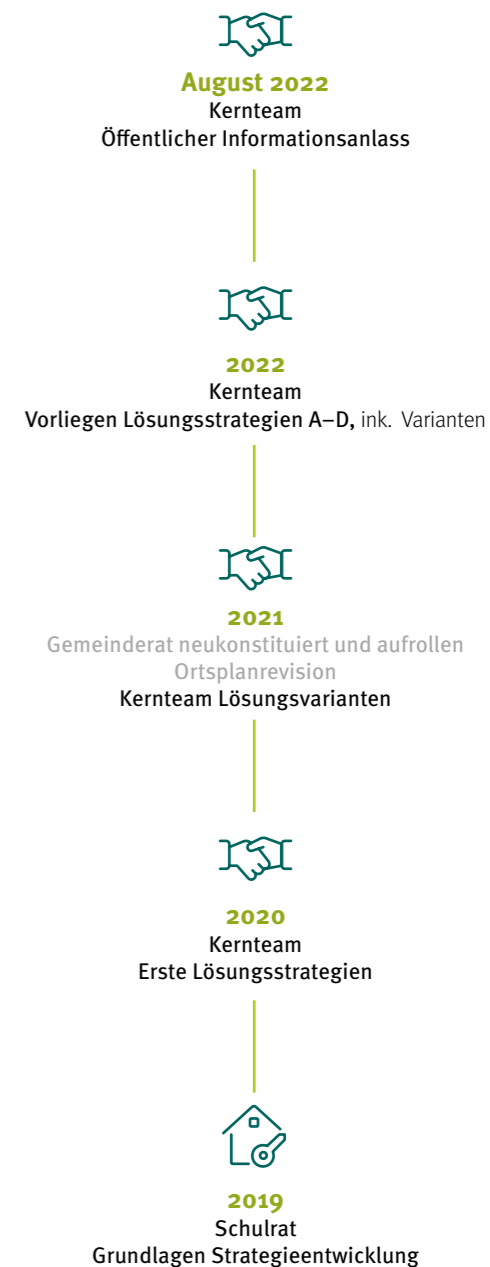 August 2022
Kernteam
Öffentlicher Informationsanlass
2022
Kernteam
Vorliegen Lösungsstrategien A–D, ink. Varianten
2021
Gemeinderat neukonstituiert und aufrollen
Ortsplanrevision
Kernteam Lösungsvarianten
2020
Kernteam
Erste Lösungsstrategien
2019
Schulrat
Grundlagen Strategieentwicklung